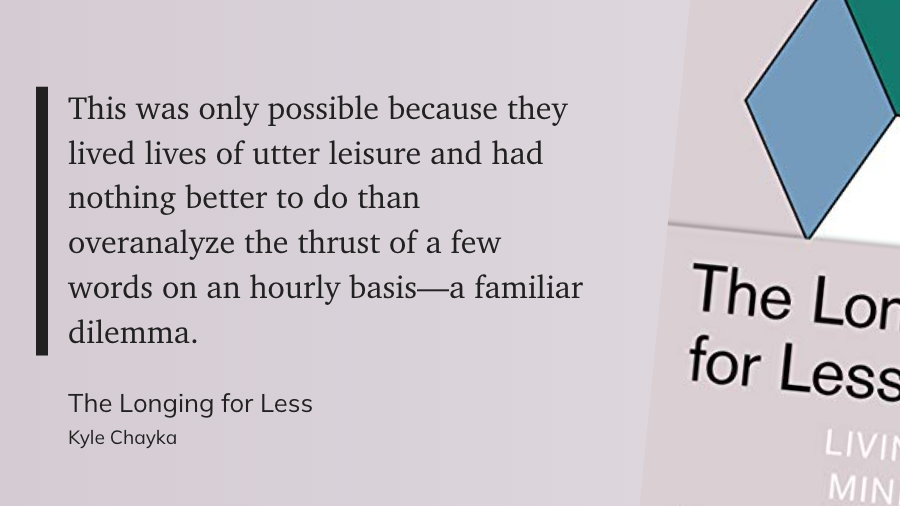 This was only possible because they
lived lives of utter leisure and had
nothing better to do than
overanalyze the thrust of a few
words on an hourly basis—a familiar
dilemma.
The Longing for Less
Kyle Chayka
The Lon
for Less
LIVIN
MIN